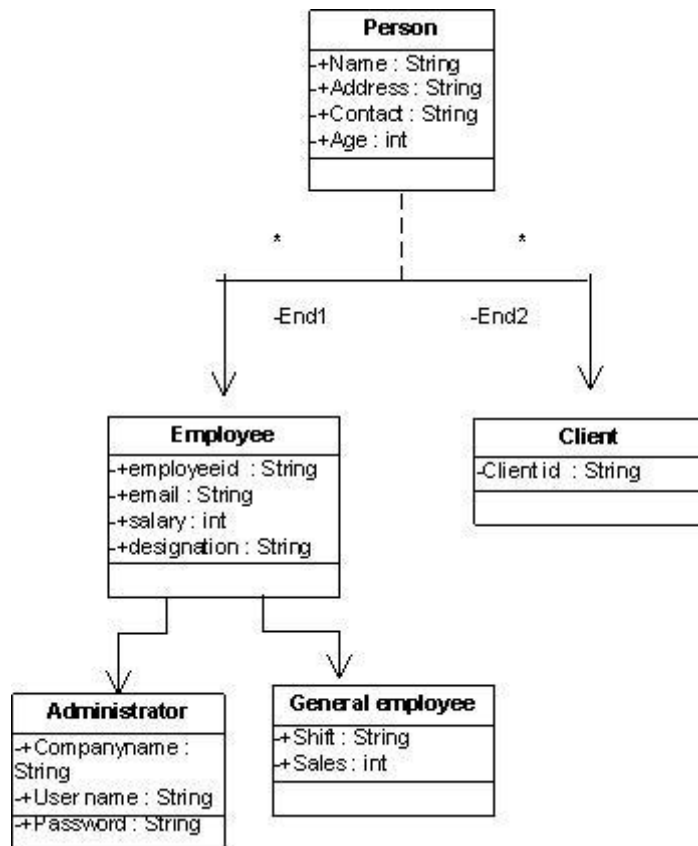 Person
-+Name : String
-+Address : String
-+Contact : String
-+Age : int
* *
-End1 -End2
Employee
-+employeeid : String
-+email : String
-+salary : int
-+designation : String
Client
-Client id : String
Administrator
-+Companyname :
String
-+User name : String
-+Password : String
General employee
-+Shift : String
-+Sales : int